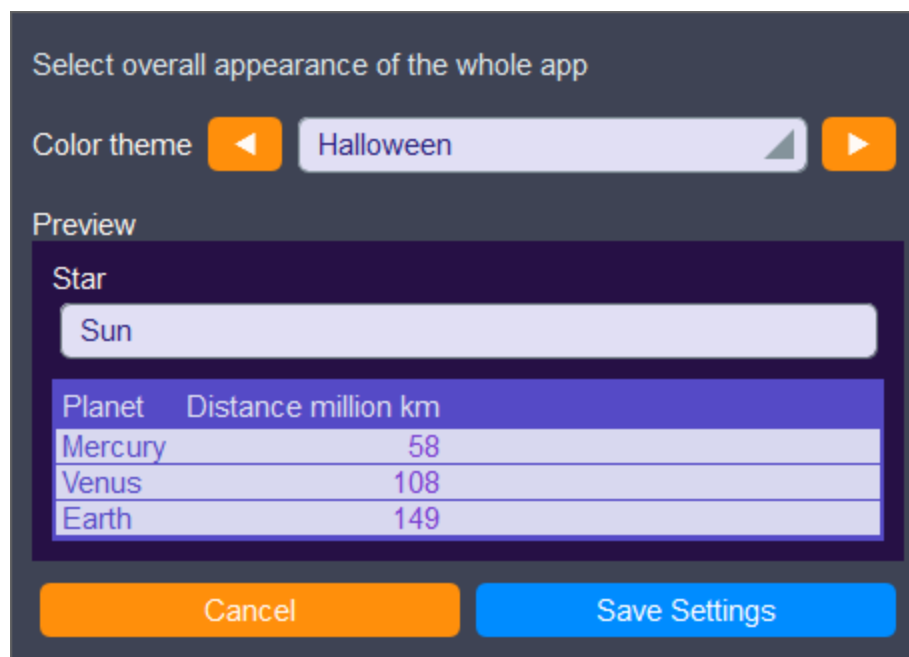 Select overall appearance of the whole app
Color theme Halloween
Preview
Star
Sun
Planet Distance million km
Mercury 58
Venus 108
Earth 149
Cancel Save Settings